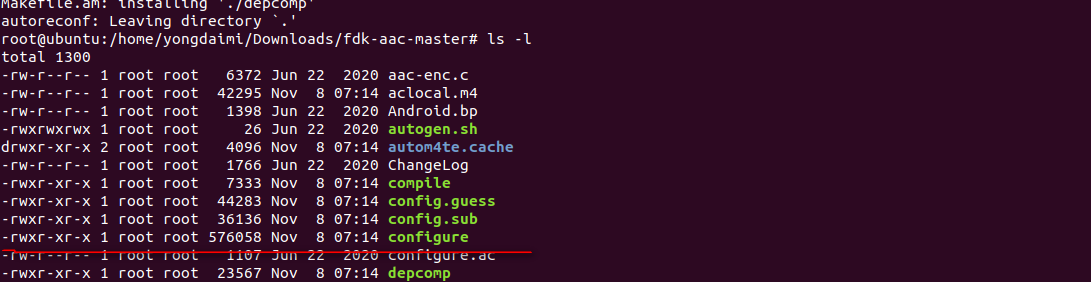 Makefile.am: installing './depcomp'
autoreconf: Leaving directory `.'
root@ubuntu:/home/yongdaimi/Downloads/fdk-aac-master# ls -l
total 1300
-rw-r--r-- 1 root root   6372 Jun 22  2020 aac-enc.c
-rw-r--r-- 1 root root  42295 Nov  8 07:14 aclocal.m4
-rw-r--r-- 1 root root   1398 Jun 22  2020 Android.bp
-rwxrwxrwx 1 root root     26 Jun 22  2020 autogen.sh
drwxr-xr-x 2 root root   4096 Nov  8 07:14 autom4te.cache
-rw-r--r-- 1 root root   1766 Jun 22  2020 ChangeLog
-rwxr-xr-x 1 root root   7333 Nov  8 07:14 compile
-rwxr-xr-x 1 root root  44283 Nov  8 07:14 config.guess
-rwxr-xr-x 1 root root  36136 Nov  8 07:14 config.sub
-rwxr-xr-x 1 root root 576058 Nov  8 07:14 configure
-rw-r--r-- 1 root root   1107 Jun 22  2020 configure.ac
-rwxr-xr-x 1 root root  23567 Nov  8 07:14 depcomp